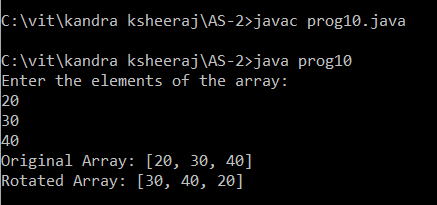 C:\vit\kandra ksheeraj\AS-2>javac prog10.java
C:\vit\kandra ksheeraj\AS-2>java prog10
Enter the elements of the array:
20
30
40
Original Array: [20, 30, 40]
Rotated Array: [30, 40, 20]